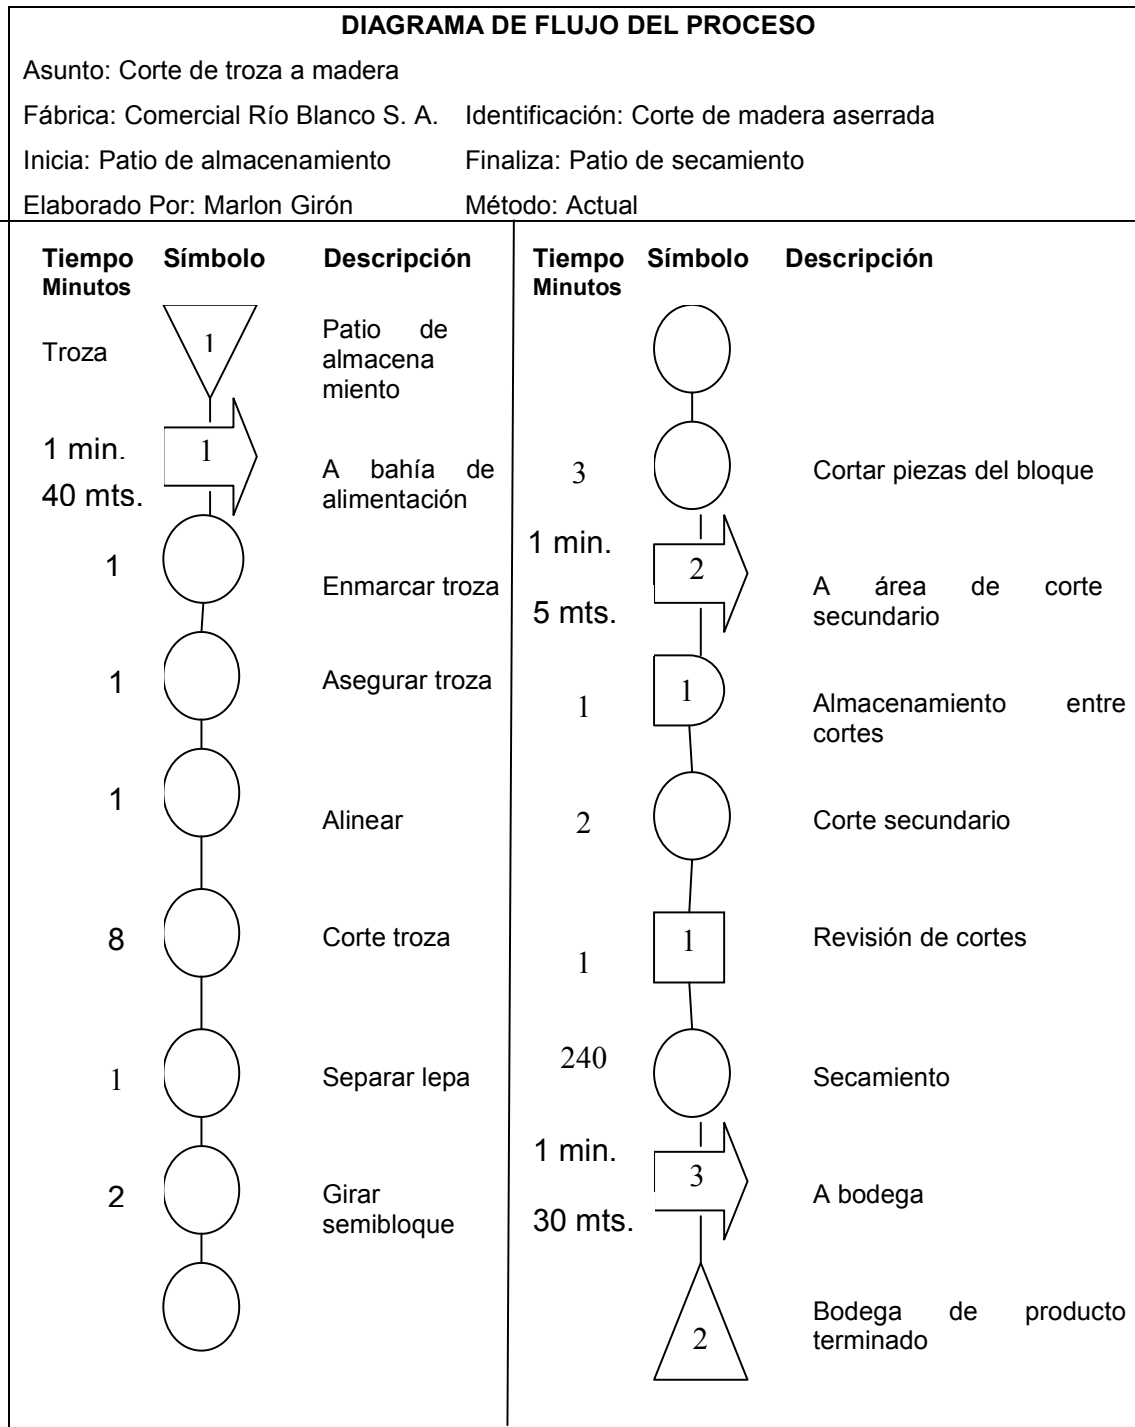 DIAGRAMA DE FLUJO DEL PROCESO
Asunto: Corte de troza a madera
Fábrica: Comercial Río Blanco S. A. Identificación: Corte de madera aserrada
Inicia: Patio de almacenamiento Finaliza: Patio de secamiento
Elaborado Por: Marlon Girón Método: Actual
Tiempo Símbolo Descripción
Minutos
Troza
1
Patio de
almacena
miento
1 min.
40 mts.
1
A bahía de
alimentación
1
Enmarcar troza
1
Asegurar troza
1
Alinear
8
Corte troza
1
Separar lepa
2
Girar
semibloque
Tiempo Símbolo Descripción
Minutos
3
Cortar piezas del bloque
1 min.
5 mts.
2
A área de corte
secundario
1
1
Almacenamiento entre
cortes
2
Corte secundario
1
1
Revisión de cortes
240
Secamiento
1 min.
30 mts.
3
A bodega
2
Bodega de producto
terminado